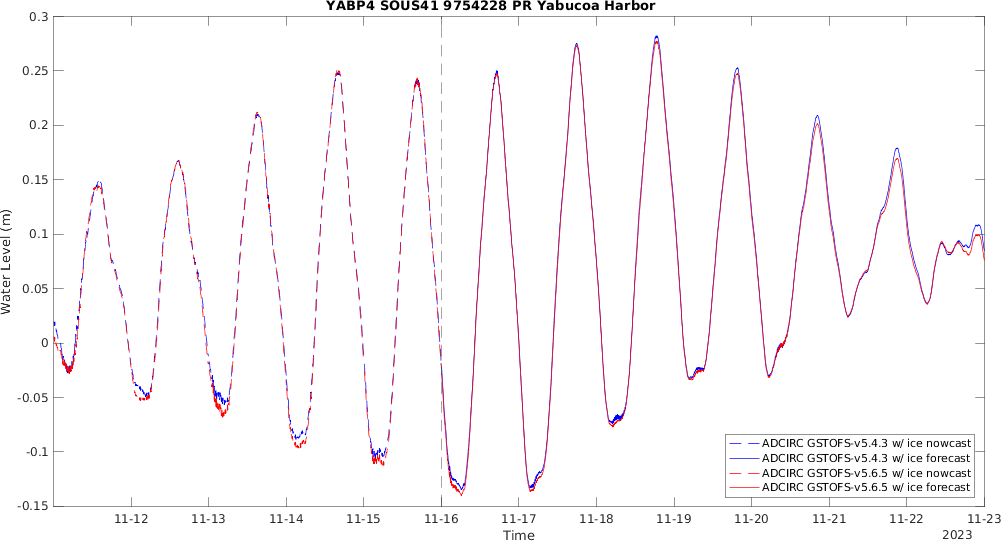 YABP4 SOUS41 9754228 PR Yabucoa Harbor
0.3
0.25
0.2
0.15
0.1
0.05
0
-0.05
-0.1
-0.15
Water Level (m)
11-12 11-13 11-14 11-15 11-16 11-17 11-18 11-19 11-20 11-21 11-22 11-23
Time
2023
ADCIRC GSTOFS-v5.4.3 w/ ice nowcast
ADCIRC GSTOFS-v5.4.3 w/ ice forecast
ADCIRC GSTOFS-v5.6.5 w/ ice nowcast
ADCIRC GSTOFS-v5.6.5 w/ ice forecast